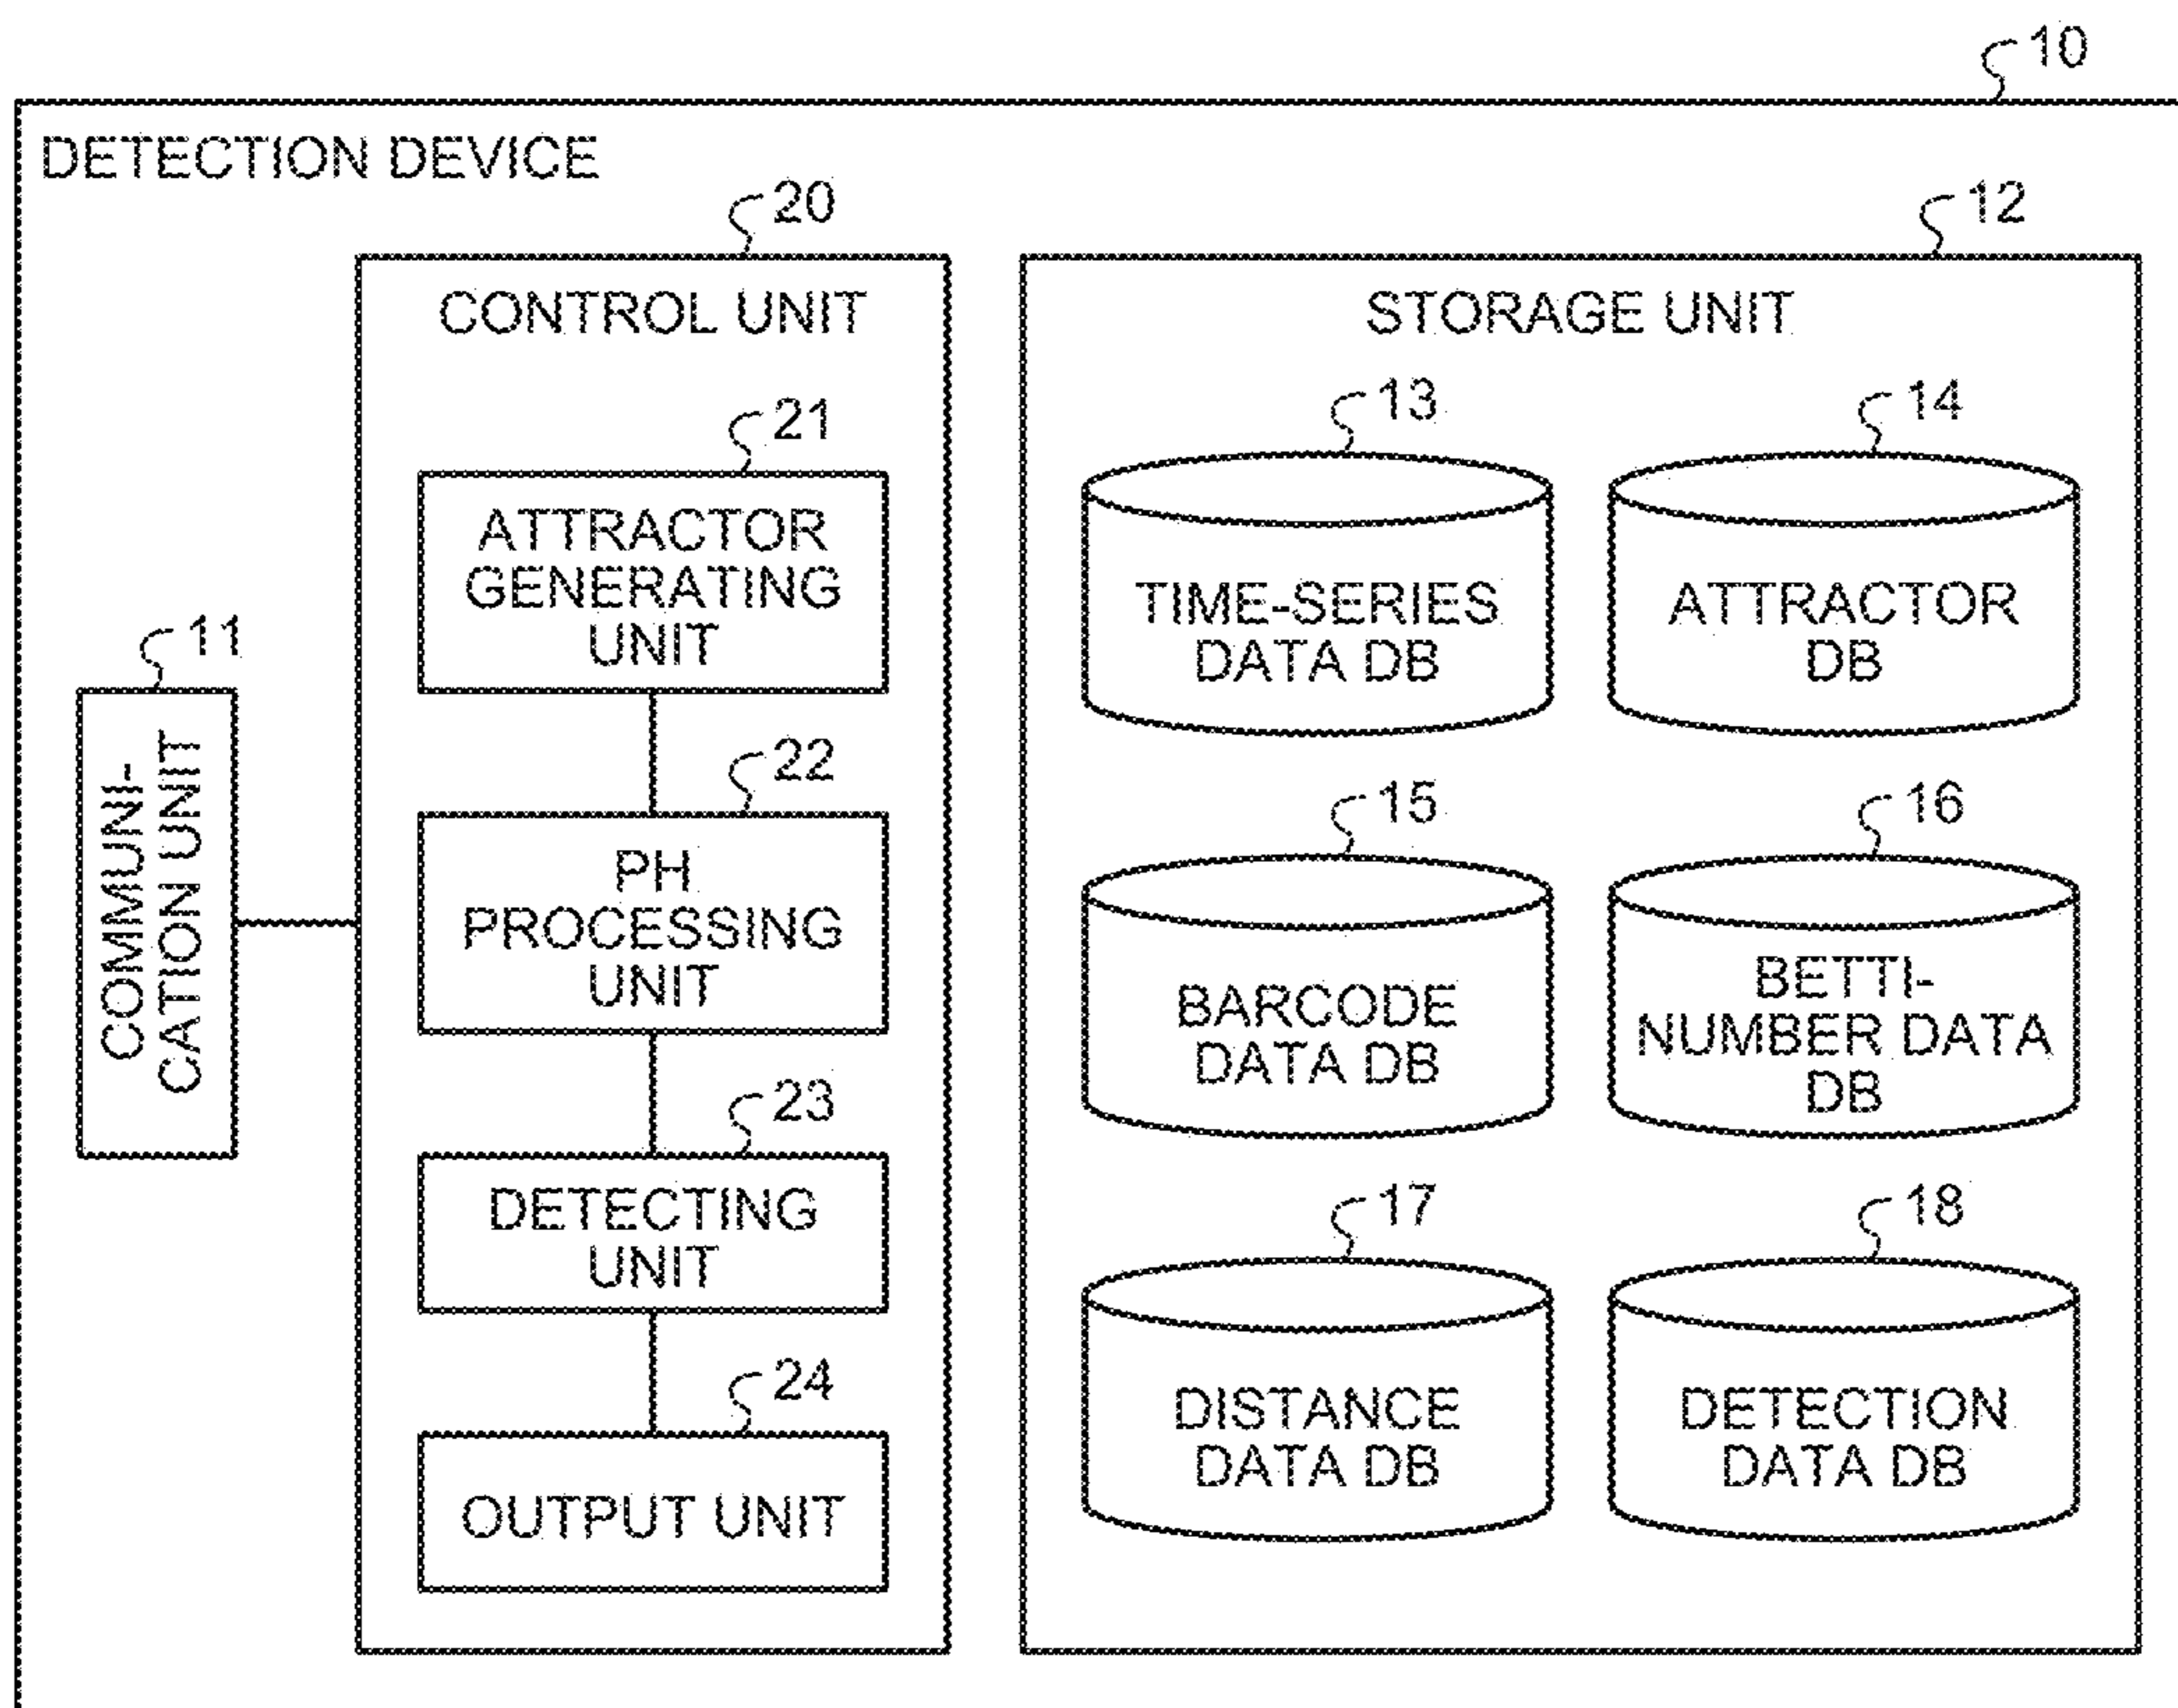 10
DETECTION DEVICE
20
12
CONTROL UNIT
STORAGE UNIT
21
ATTRACTOR
GENERATING
UNIT
13
TIME-SERIES
DATA DB
14
ATTRACTOR
DB
11
COMMUNI-
CATION UNIT
22
PH
PROCESSING
UNIT
15
BARCODE
DATA DB
16
BETTI-
NUMBER DATA
DB
23
DETECTING
UNIT
17
DISTANCE
DATA DB
18
DETECTION
DATA DB
24
OUTPUT UNIT